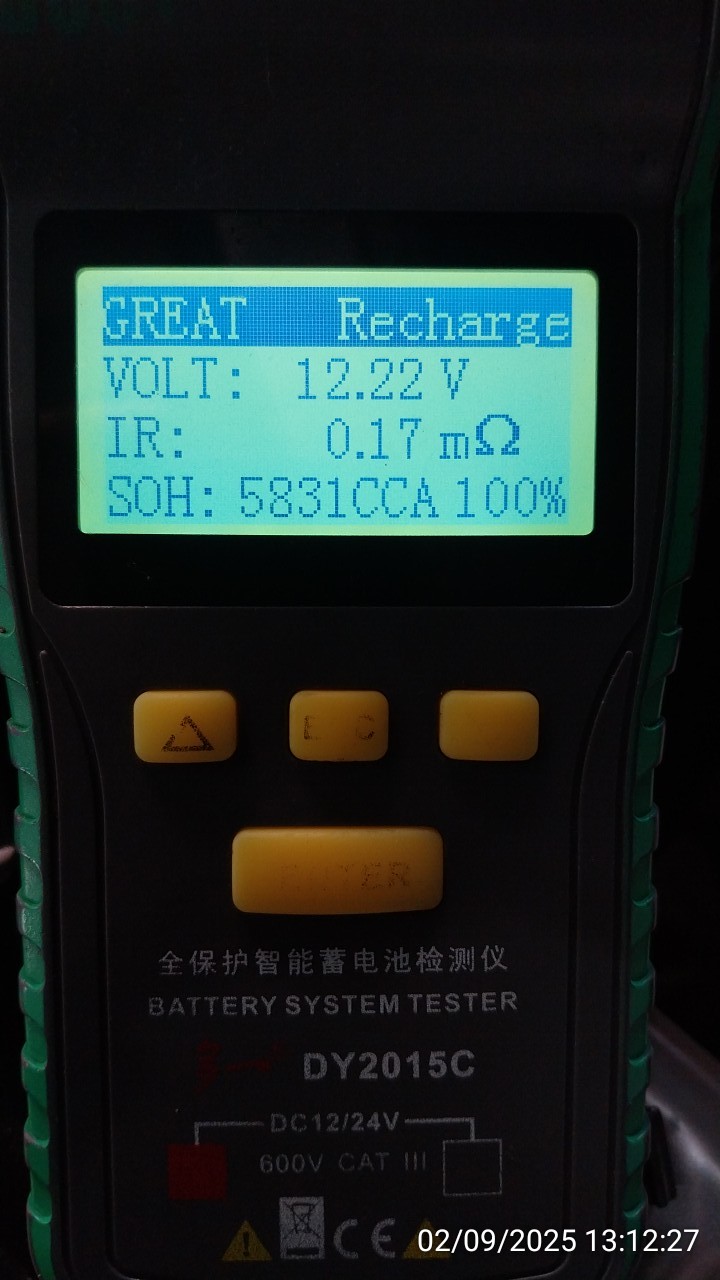 GREAT Recharge
VOLT: 12.22 V
IR: 0.17 mΩ
SOH: 5831CCA 100%
E C
ENTER
全保护智能蓄电池检测仪
BATTERY SYSTEM TESTER
DY2015C
DC12/24V
600V CAT III
CE
02/09/2025 13:12:27